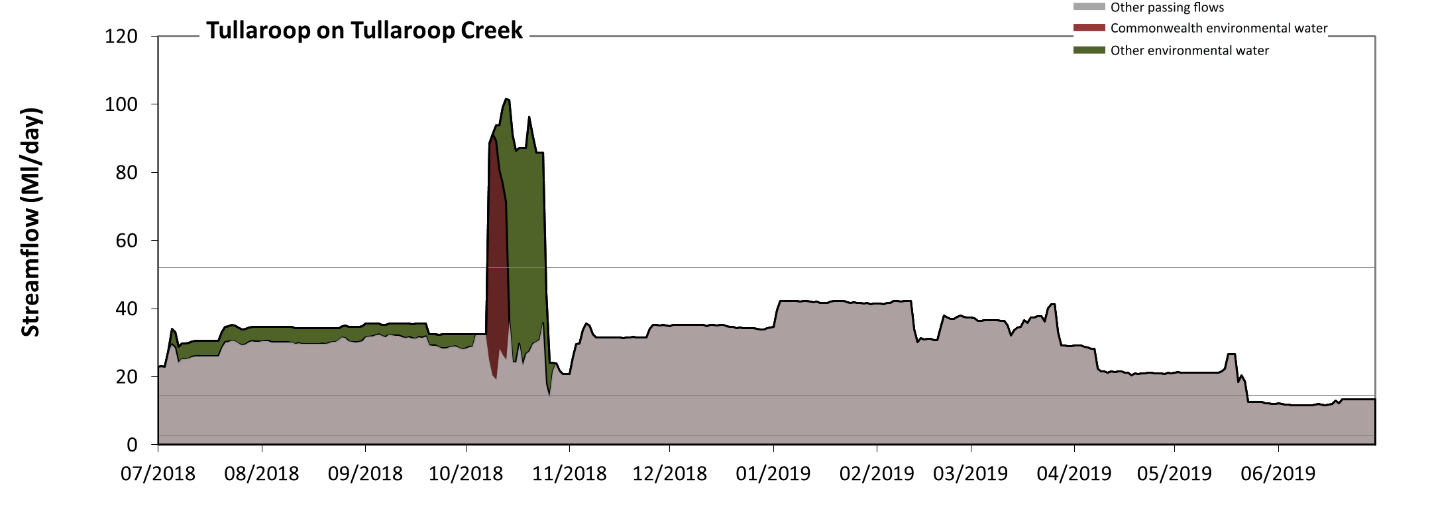 Other passing flows
Tullaroop on Tullaroop Creek
Commonwealth environmental water
Other environmental water
Streamflow (Ml/day)
120
100
80
60
40
20
0
07/2018 08/2018 09/2018 10/2018 11/2018 12/2018 01/2019 02/2019 03/2019 04/2019 05/2019 06/2019